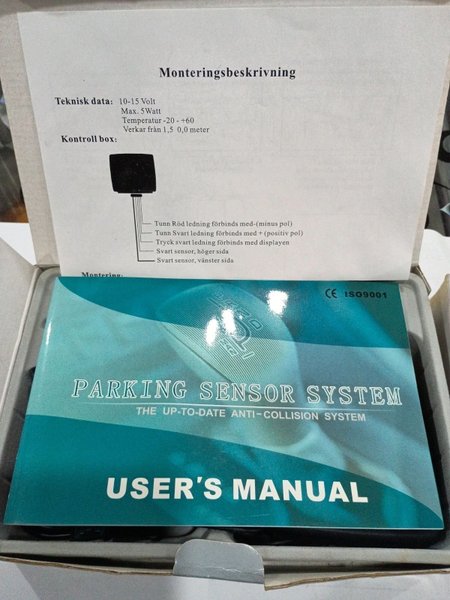 Monteringsbeskrivning
Teknisk data: 10-15 Volt
Max. 5Watt
Temperatur -20 - +60
Verkar från 1,5 0,0 meter
Kontroll box:
Tunn Röd ledning förbinds med-(minus pol)
Tunn Svart ledning förbinds med + (positiv pol)
Tryck svart ledning förbinds med displayen
Svart sensor, höger sida
Svart sensor, vänster sida
Montering:
CE ISO9001
PARKING SENSOR SYSTEM
THE UP-TO-DATE ANTI-COLLISION SYSTEM
USER'S MANUAL